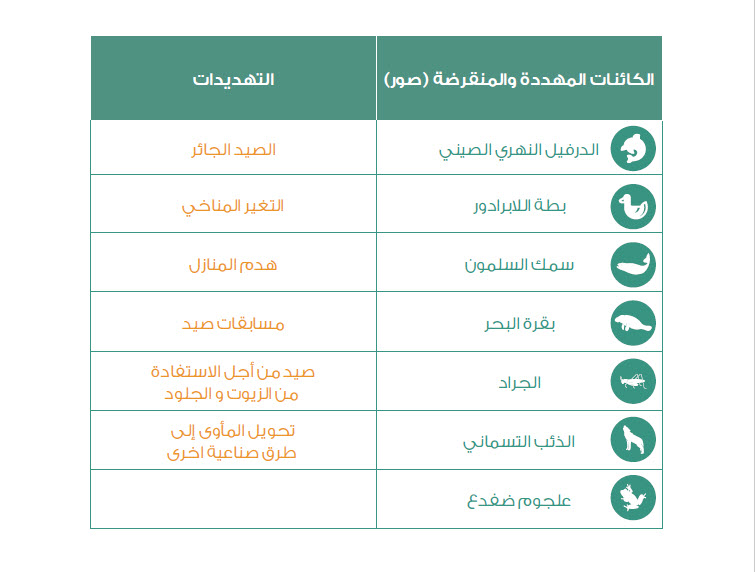 الكائنات المهددة والمنقرضة (صور) التهديدات
الدرفيل النهري الصيني الصيد الجائر
بطة اللابرادور التغير المناخي
سمك السلمون هدم المنازل
بقرة البحر مسابقات صيد
الجراد صيد من أجل الاستفادة
من الزيوت و الجلود
الذئب التسماني تحويل المأوى إلى
طرق صناعية اخرى
علجوم ضفدع